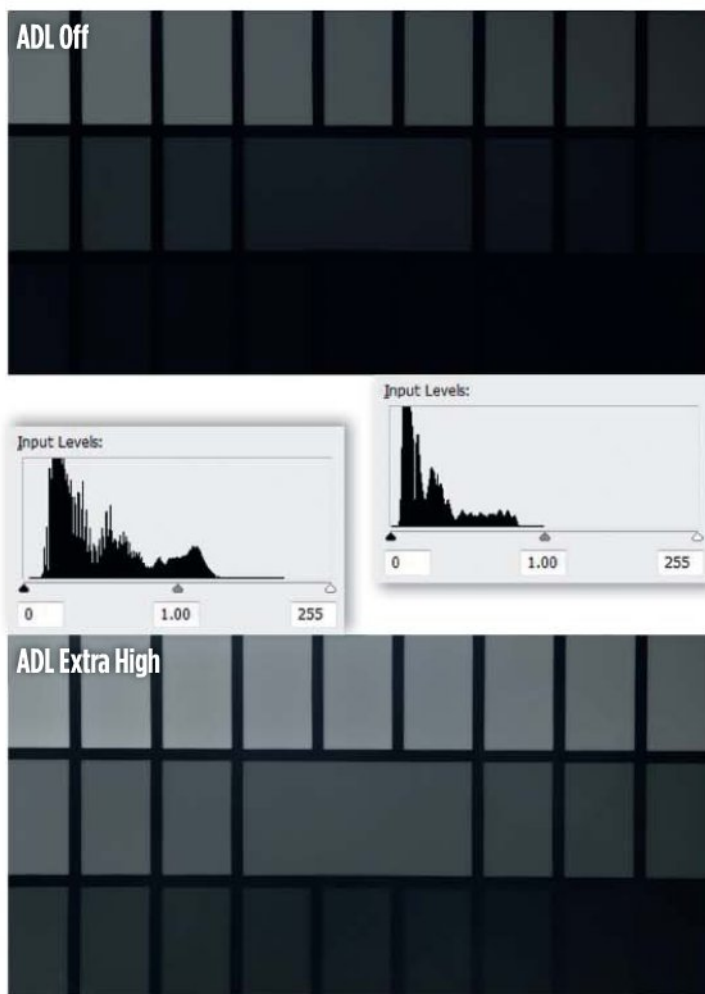 ADL Off
Input Levels:
0 1.00 255
Input Levels:
0 1.00 255
ADL Extra High